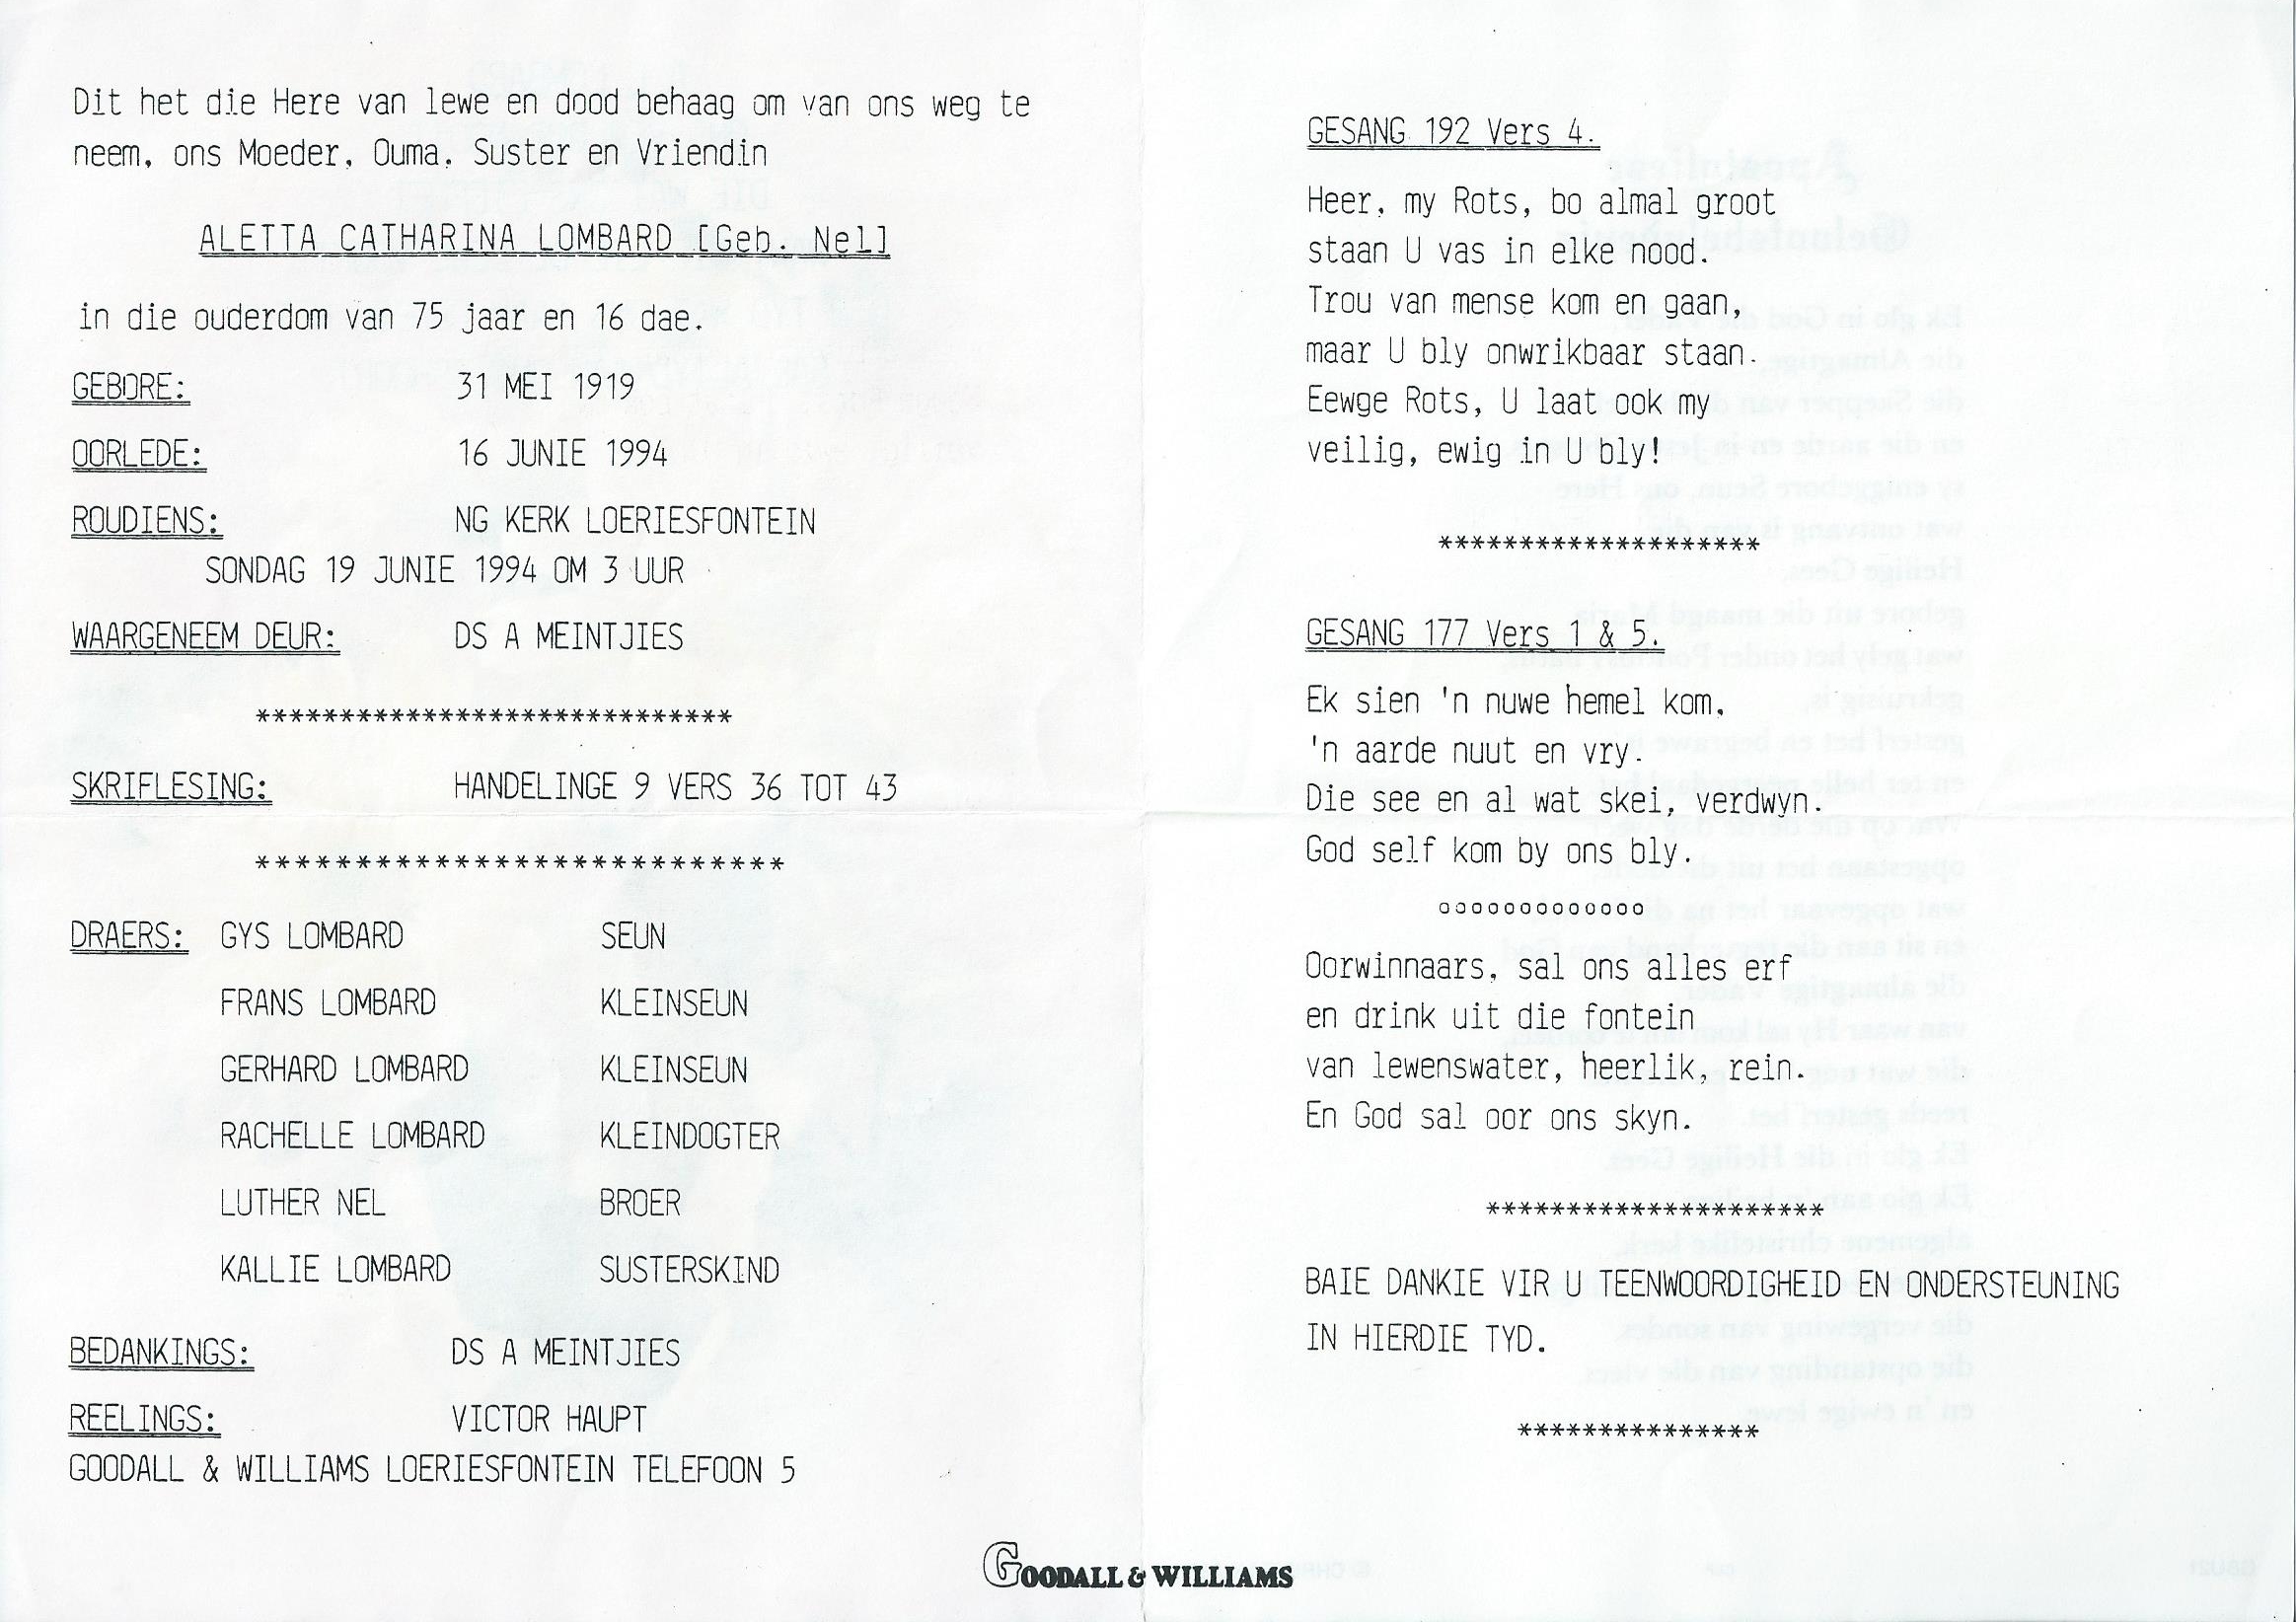 Dit het die Here van lewe en dood behaag om van ons weg te
neem, ons Moeder, Ouma, Suster en Vriendin
ALETTA CATHARINA LOMBARD [Geb. Nel]
in die ouderdom van 75 jaar en 16 dae.
GEBORE: 31 MEI 1919
OORLEDE: 16 JUNIE 1994
ROUDIENS: NG KERK LOERIESFONTEIN
SONDAG 19 JUNIE 1994 OM 3 UUR
WAARGENEEM DEUR: DS A MEINTJIES
*****************************
SKRIFLESING: HANDELINGE 9 VERS 36 TOT 43
***************************
DRAERS: GYS LOMBARD SEUN
FRANS LOMBARD KLEINSEUN
GERHARD LOMBARD KLEINSEUN
RACHELLE LOMBARD KLEINDOGTER
LUTHER NEL BROER
KALLIE LOMBARD SUSTERSKIND
BEDANKINGS: DS A MEINTJIES
REELINGS: VICTOR HAUPT
GOODALL & WILLIAMS LOERIESFONTEIN TELEFOON 5
GESANG 192 Vers 4.
Heer, my Rots, bo almal groot
staan U vas in elke nood.
Trou van mense kom en gaan,
maar U bly onwrikbaar staan.
Eewge Rots, U laat ook my
veilig, ewig in U bly!
********************
GESANG 177 Vers 1 & 5.
Ek sien 'n nuwe hemel kom,
'n aarde nuut en vry.
Die see en al wat skei, verdwyn.
God self kom by ons bly.
ooooooooooooo
Oorwinnaars, sal ons alles erf
en drink uit die fontein
van lewenswater, heerlik, rein.
En God sal oor ons skyn.
*********************
BAIE DANKIE VIR U TEENWOORDIGHEID EN ONDERSTEUNING
IN HIERDIE TYD.
***************
GOODALL & WILLIAMS